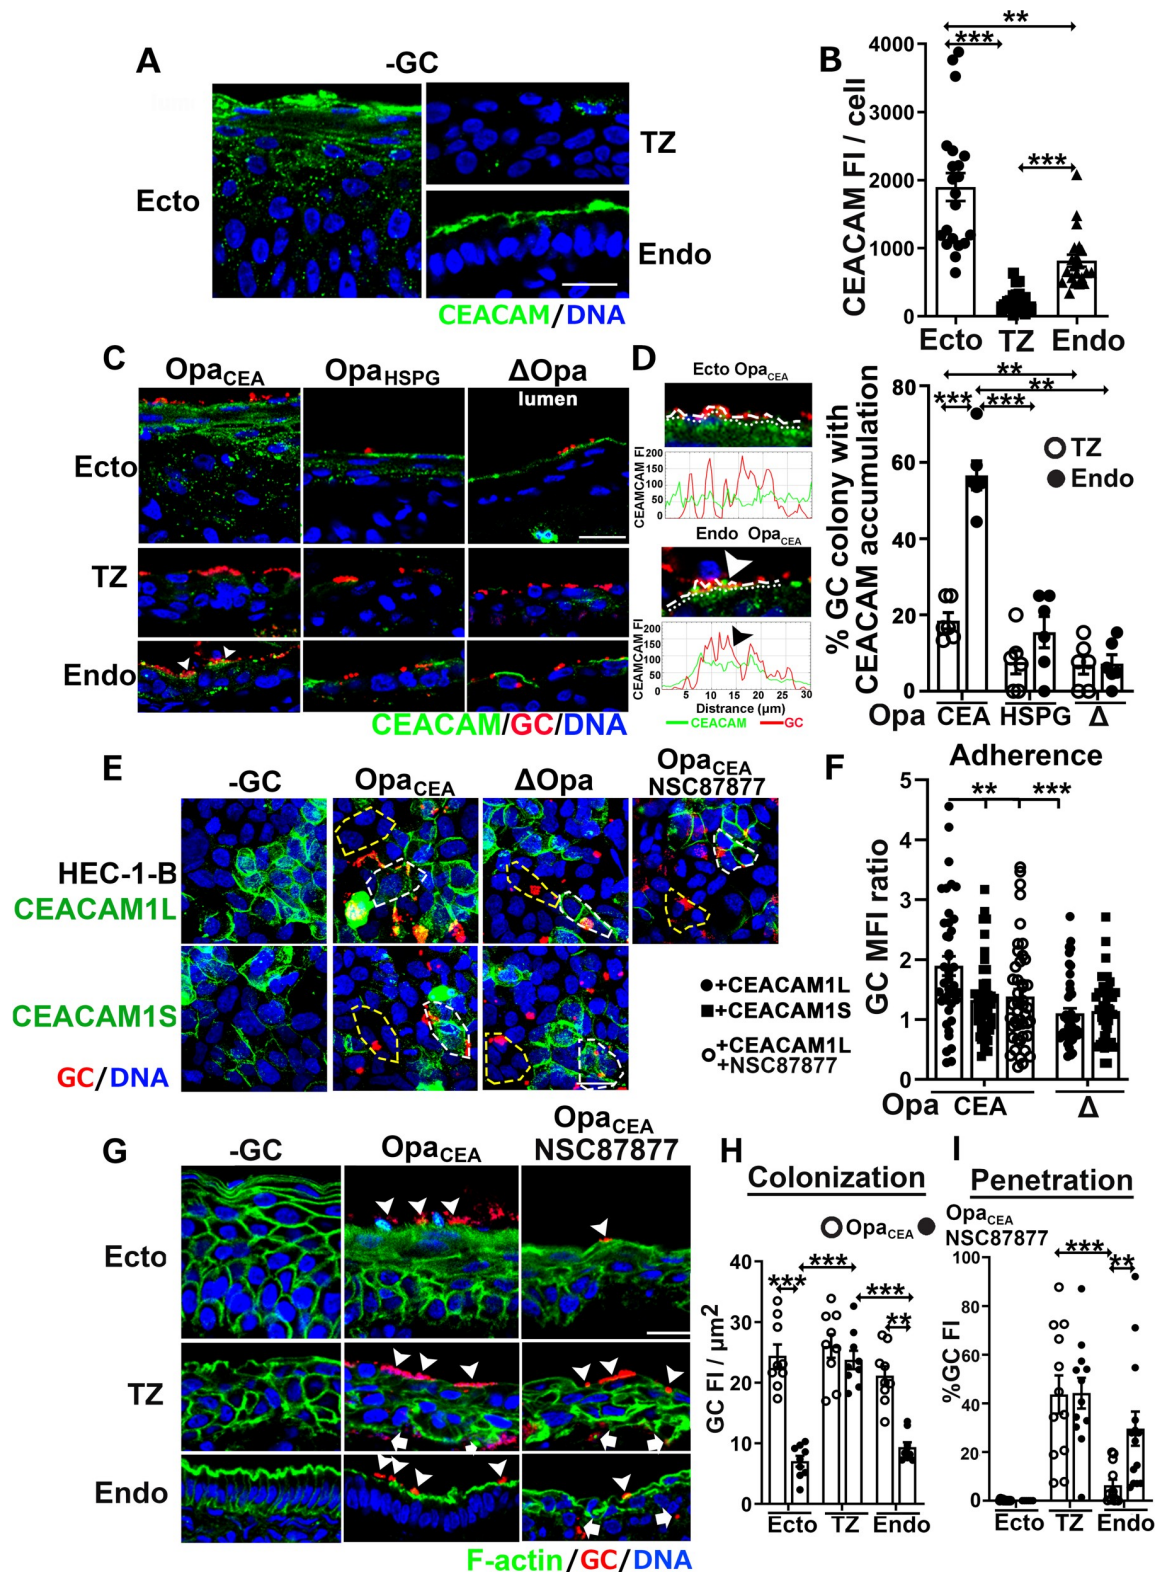 A
-GC
Ecto
TZ
Endo
CEACAM/DNA
B
CEACAM FI / cell
4000
3000
2000
1000
0
**
***
***
Ecto TZ Endo
C
OpaCEA OpaHSPG ΔOpa
lumen
Ecto
TZ
Endo
CEACAM/GC/DNA
D
Ecto OpaCEA
CEAMCAM FI
200
150
100
50
0
Endo OpaCEA
CEAMCAM FI
200
150
100
50
0
5 10 15 20 25 30
Distrance (µm)
CEACAM GC
% GC colony with
CEACAM accumulation
80
60
40
20
0
**
**
*** ***
TZ
Endo
Opa CEA HSPG Δ
E
-GC OpaCEA ΔOpa OpaCEA
NSC87877
HEC-1-B
CEACAM1L
CEACAM1S
GC/DNA
+CEACAM1L
+CEACAM1S
+CEACAM1L
+NSC87877
F
Adherence
GC MFI ratio
5
4
3
2
1
0
** ***
Opa CEA Δ
G
-GC OpaCEA OpaCEA
NSC87877
Ecto
TZ
Endo
F-actin/GC/DNA
H
Colonization
OpaCEA
OpaCEA
NSC87877
GC FI / µm2
40
30
20
10
0
*** *** *** **
Ecto TZ Endo
I
Penetration
%GC FI
100
80
60
40
20
0
*** **
Ecto TZ Endo